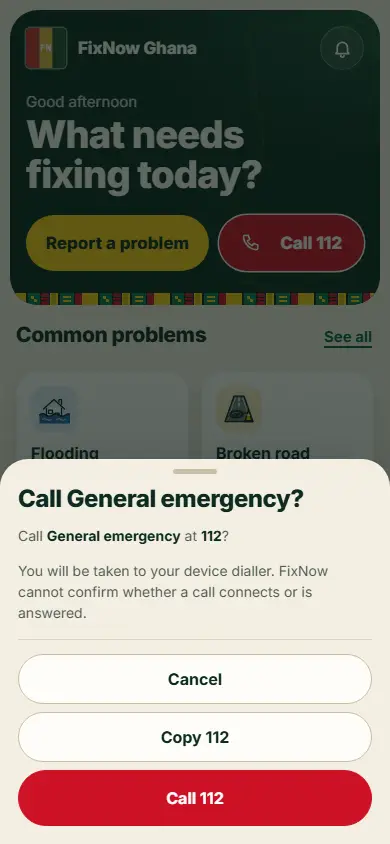 FN
FixNow Ghana
Good afternoon
What needs
fixing today?
Report a problem
Call 112
Common problems
See all
Flooding
Broken road
Call General emergency?
Call General emergency at 112?
You will be taken to your device dialler. FixNow
cannot confirm whether a call connects or is
answered.
Cancel
Copy 112
Call 112